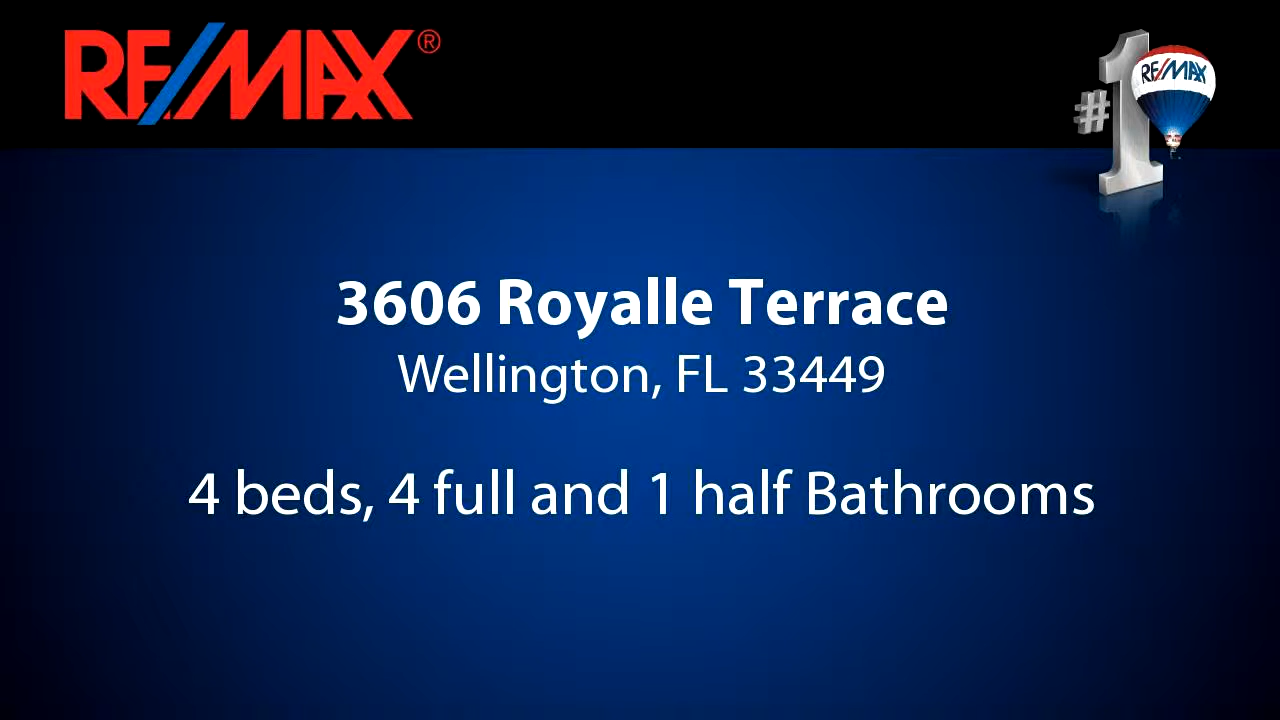 RE/MAX®
#1 RE/MAX
3606 Royalle Terrace
Wellington, FL 33449
4 beds, 4 full and 1 half Bathrooms